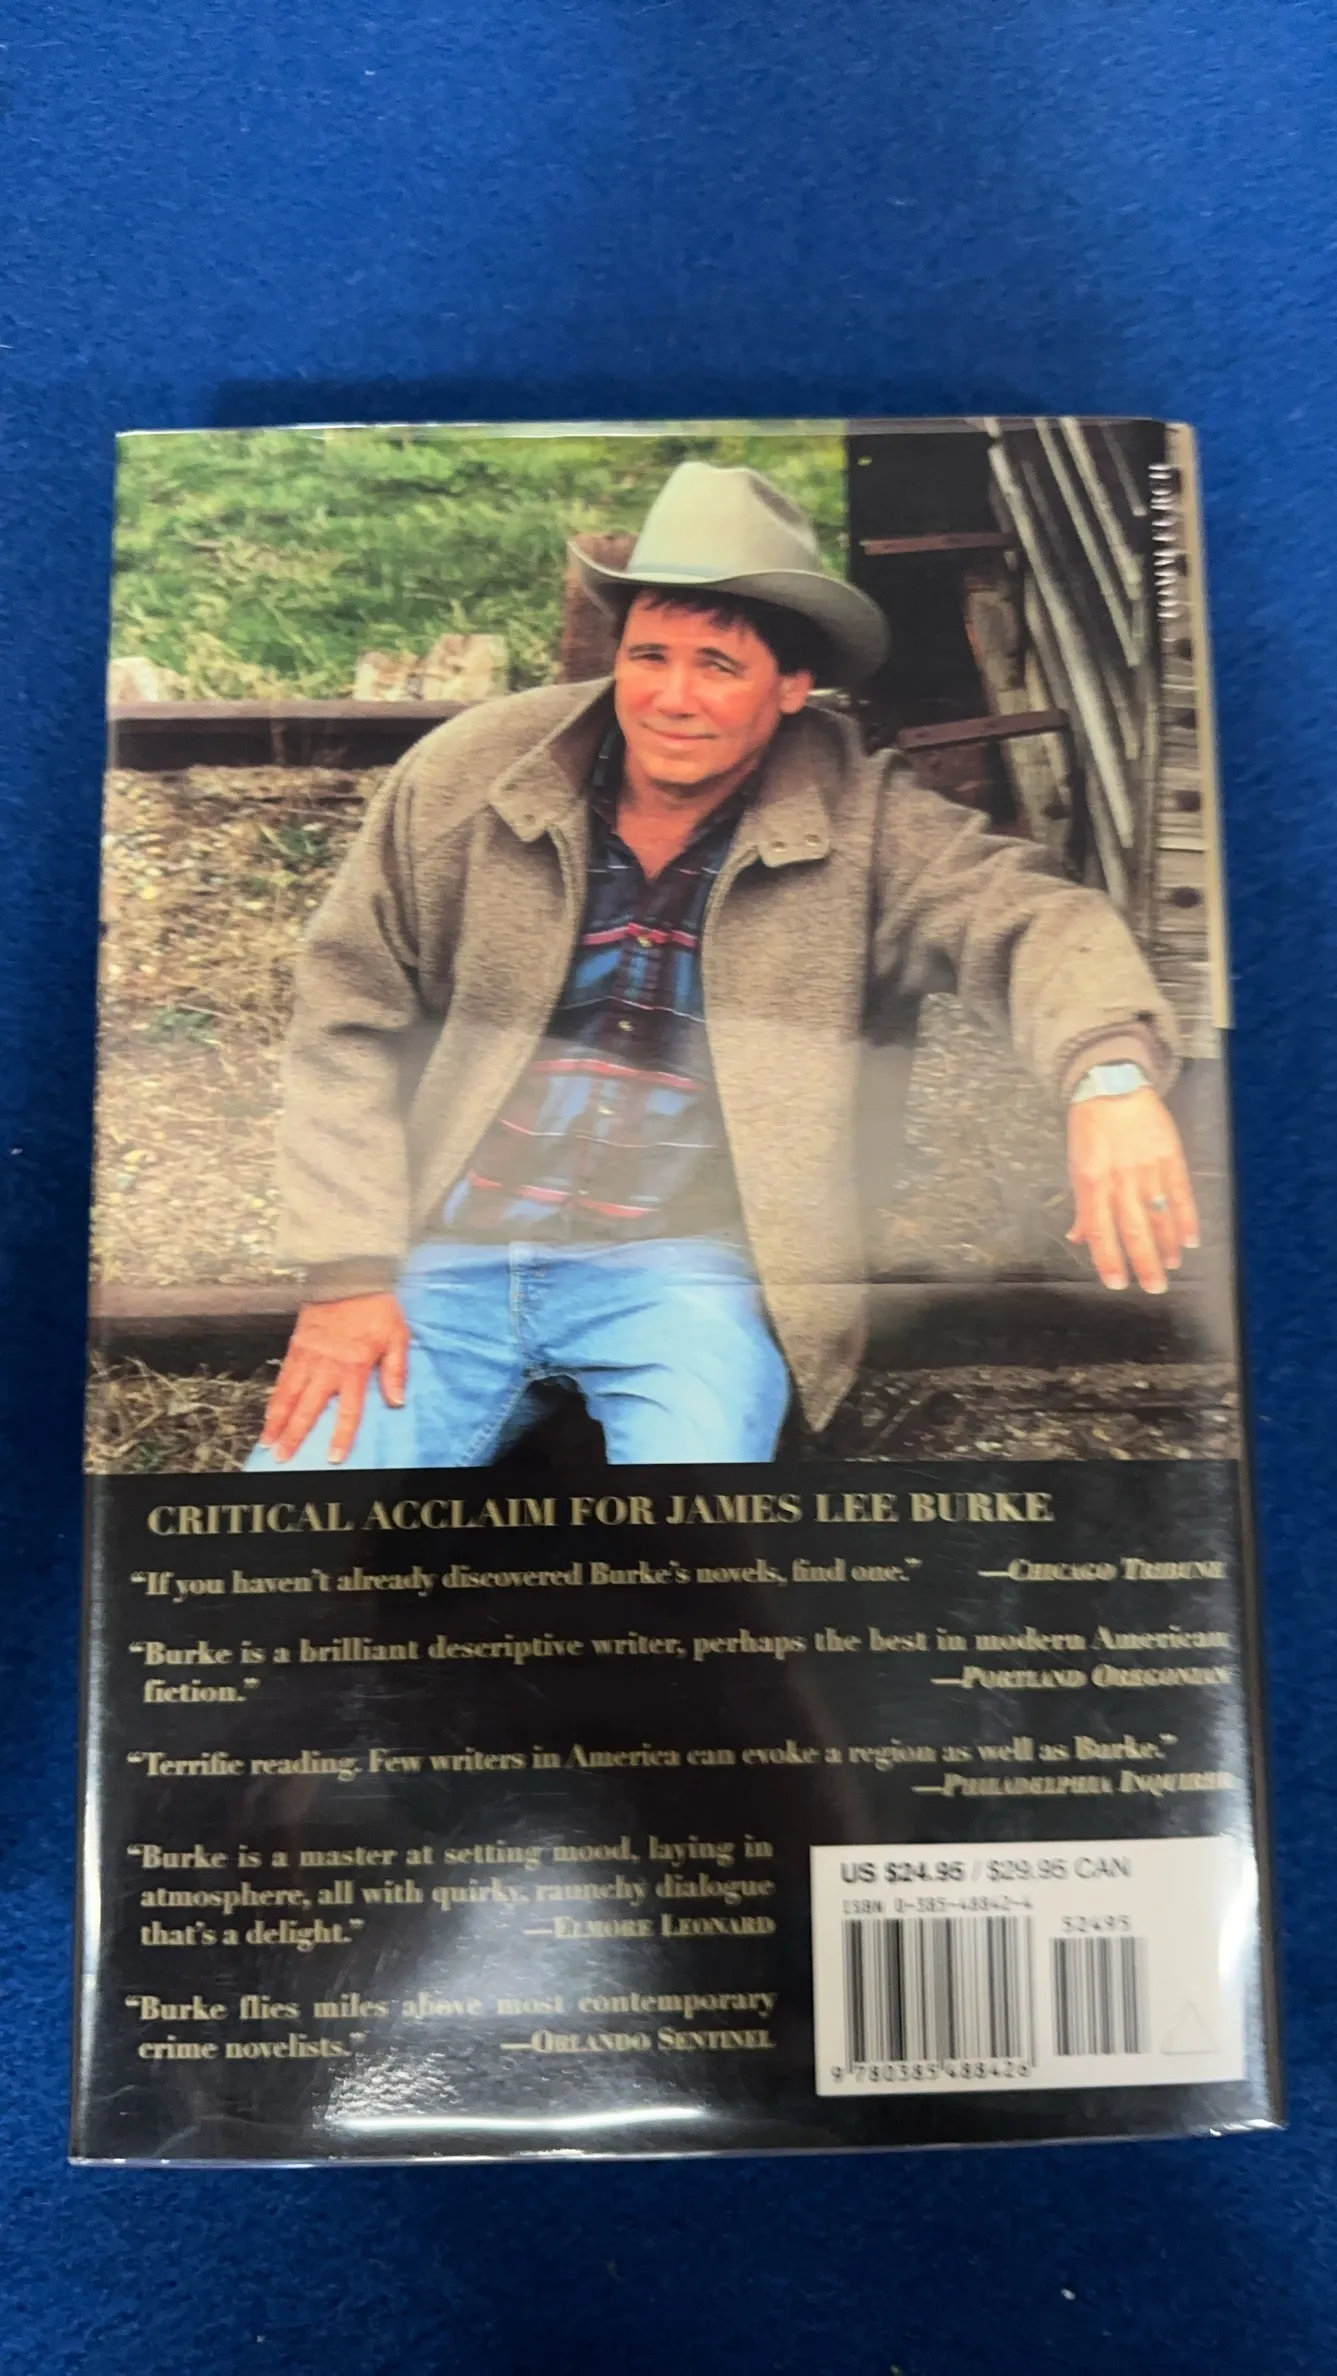 CRITICAL ACCLAIM FOR JAMES LEE BURKE
“If you haven’t already discovered Burke’s novels, find one.” —CHICAGO TRIBUNE
“Burke is a brilliant descriptive writer, perhaps the best in modern American
fiction.” —PORTLAND OREGONIAN
“Terrific reading. Few writers in America can evoke a region as well as Burke.”
—PHILADELPHIA INQUIRER
“Burke is a master at setting mood, laying in
atmosphere, all with quirky, raunchy dialogue
that’s a delight.” —ELMORE LEONARD
“Burke flies miles above most contemporary
crime novelists.” —ORLANDO SENTINEL
US $24.95 / $29.95 CAN
ISBN 0-385-48842-4
52495
9 780385 488426